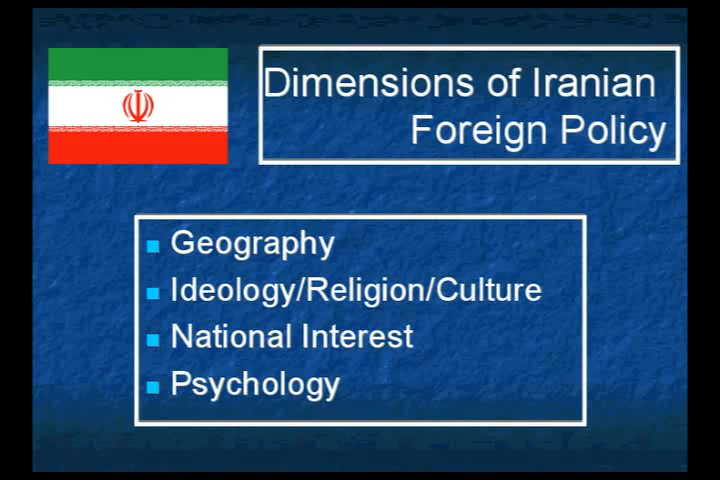 Dimensions of Iranian
Foreign Policy
Geography
Ideology/Religion/Culture
National Interest
Psychology